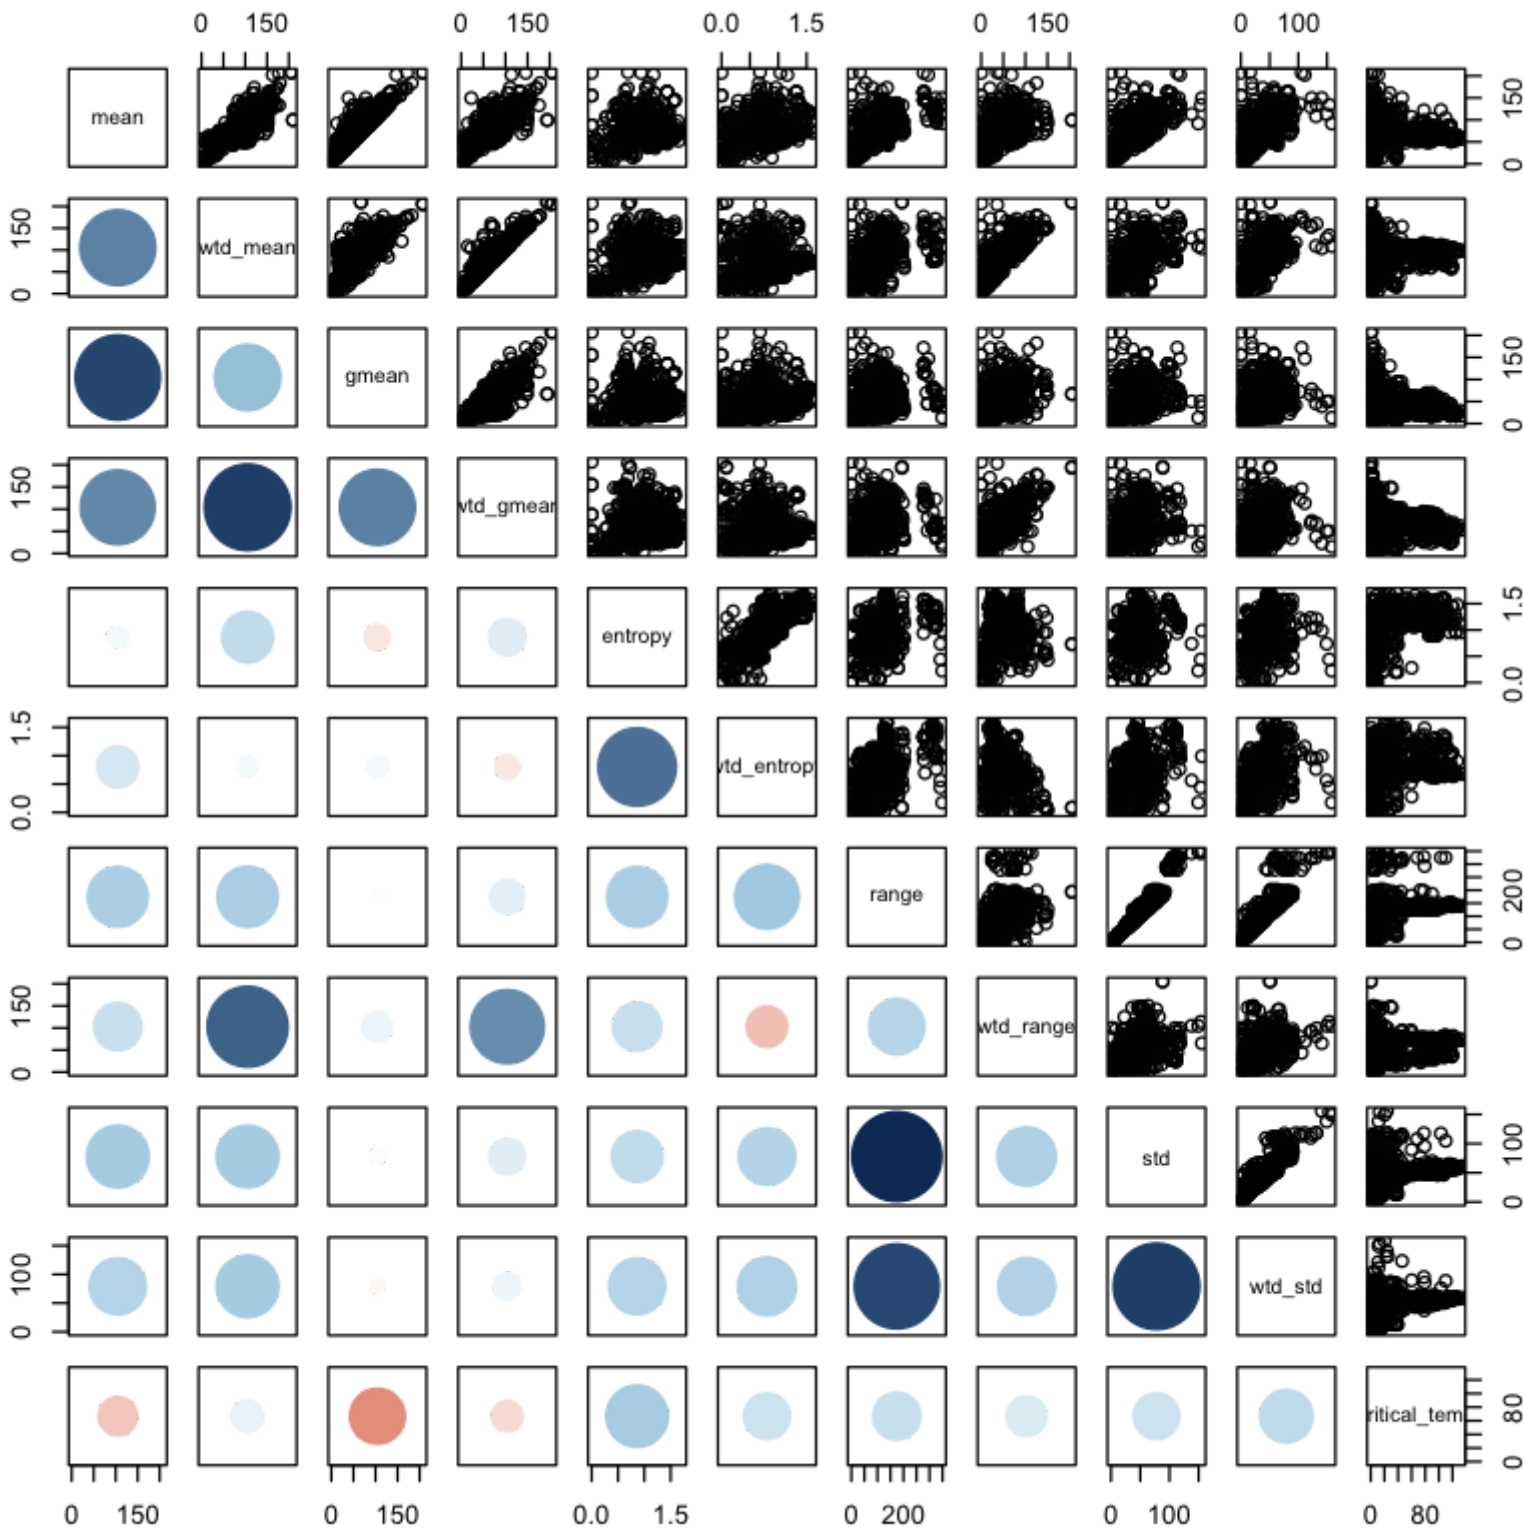 0 150 150 0.0 1.5 0 150 0 100
mean 150 0
150 0 wtd_mean
gmean 150 0
150 0 vtd_gmear
entropy 1.5 0.0
1.5 0.0 vtd_entrop
range 200 0
150 0 wtd_range
std 100 0
100 0 wtd_std
ritical_tem 80 0
0 150 0 150 0.0 1.5 0 200 0 100 0 80